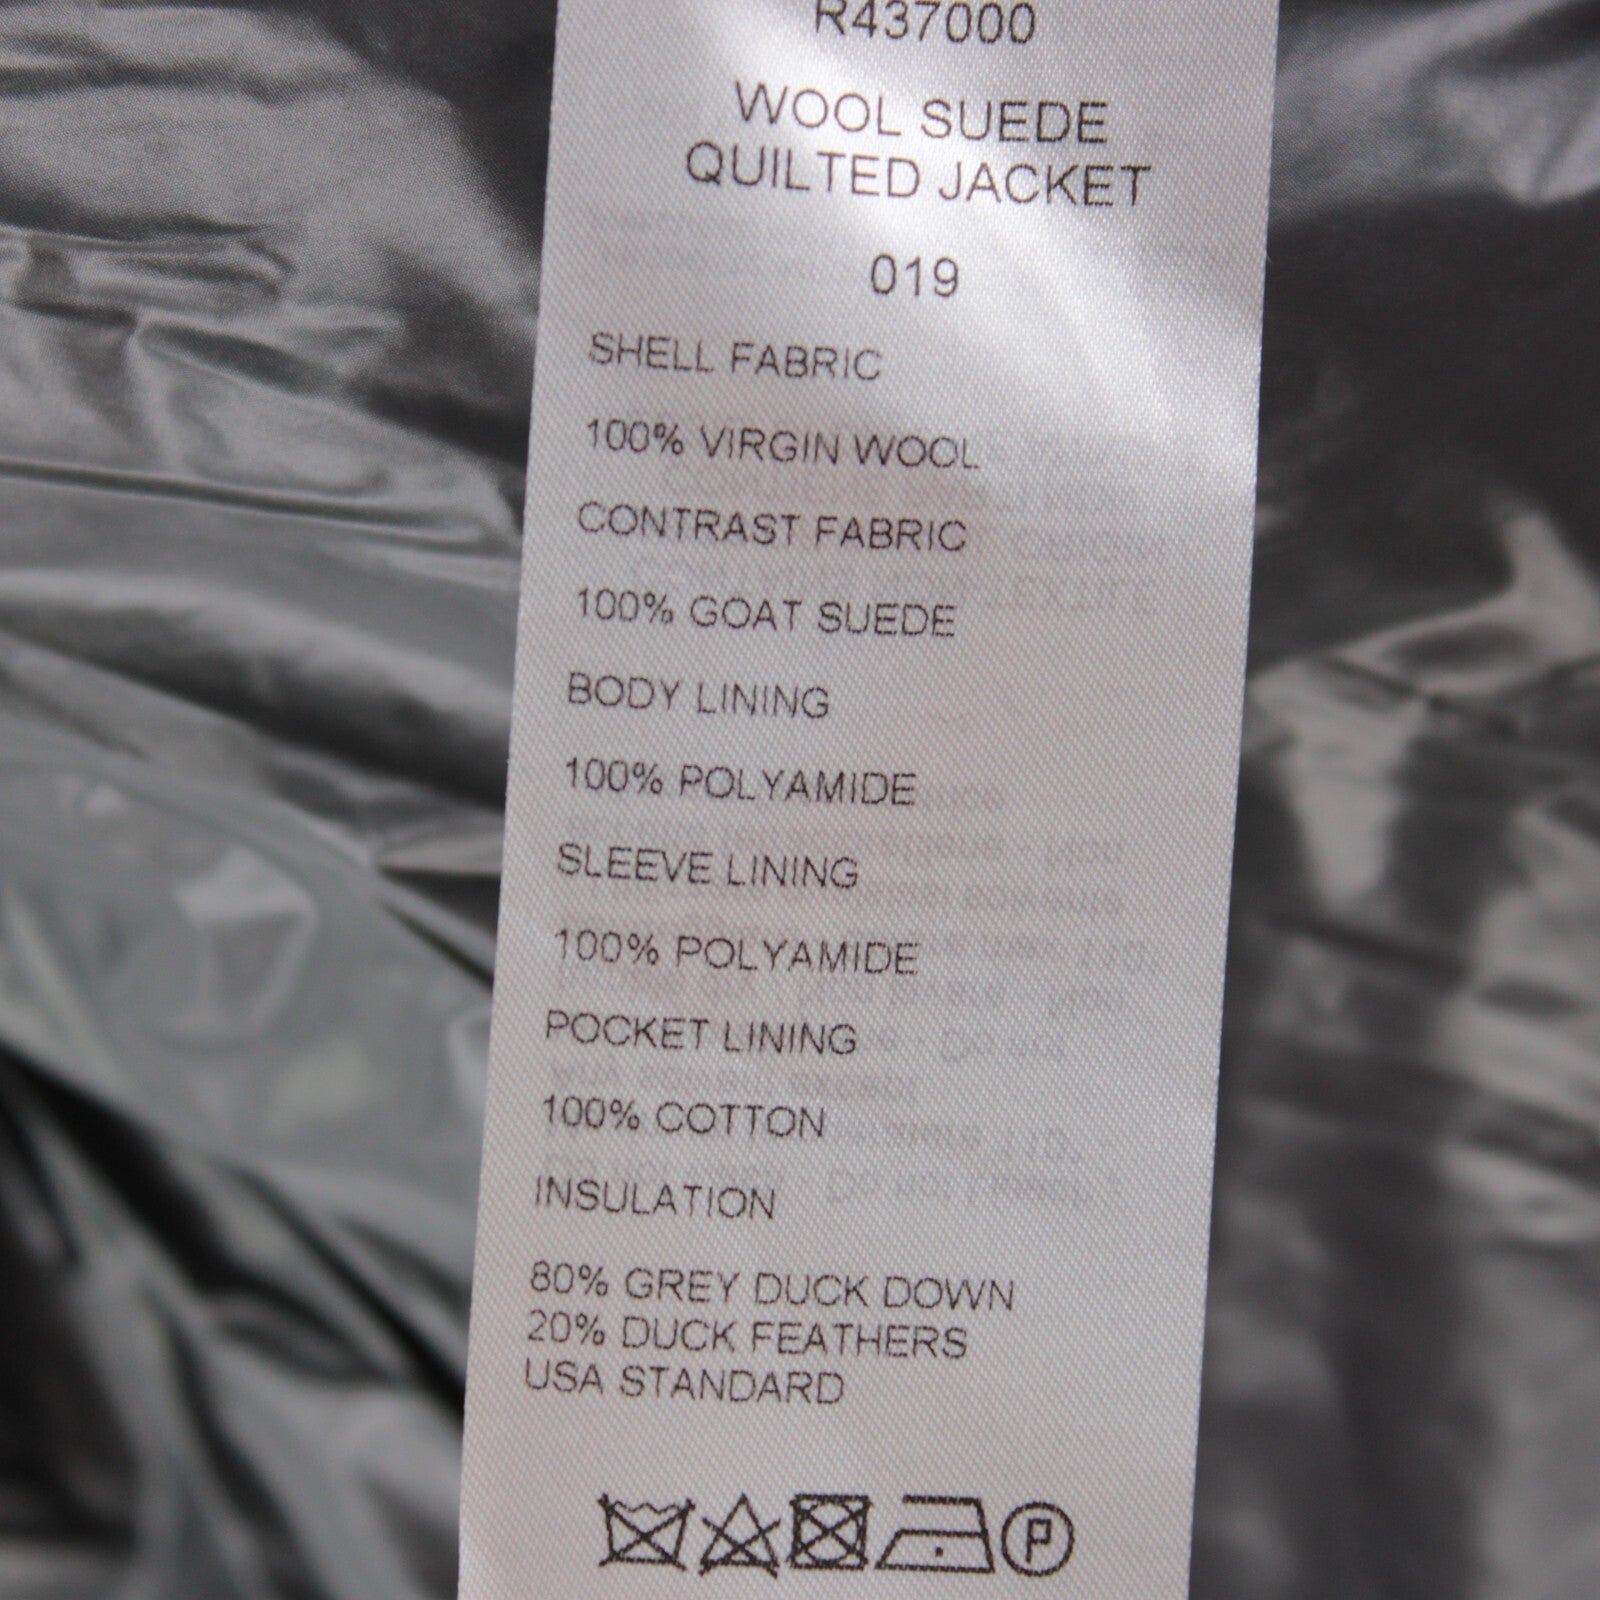 R437000
WOOL SUEDE
QUILTED JACKET
019
SHELL FABRIC
100% VIRGIN WOOL
CONTRAST FABRIC
100% GOAT SUEDE
BODY LINING
100% POLYAMIDE
SLEEVE LINING
100% POLYAMIDE
POCKET LINING
100% COTTON
INSULATION
80% GREY DUCK DOWN
20% DUCK FEATHERS
USA STANDARD
P